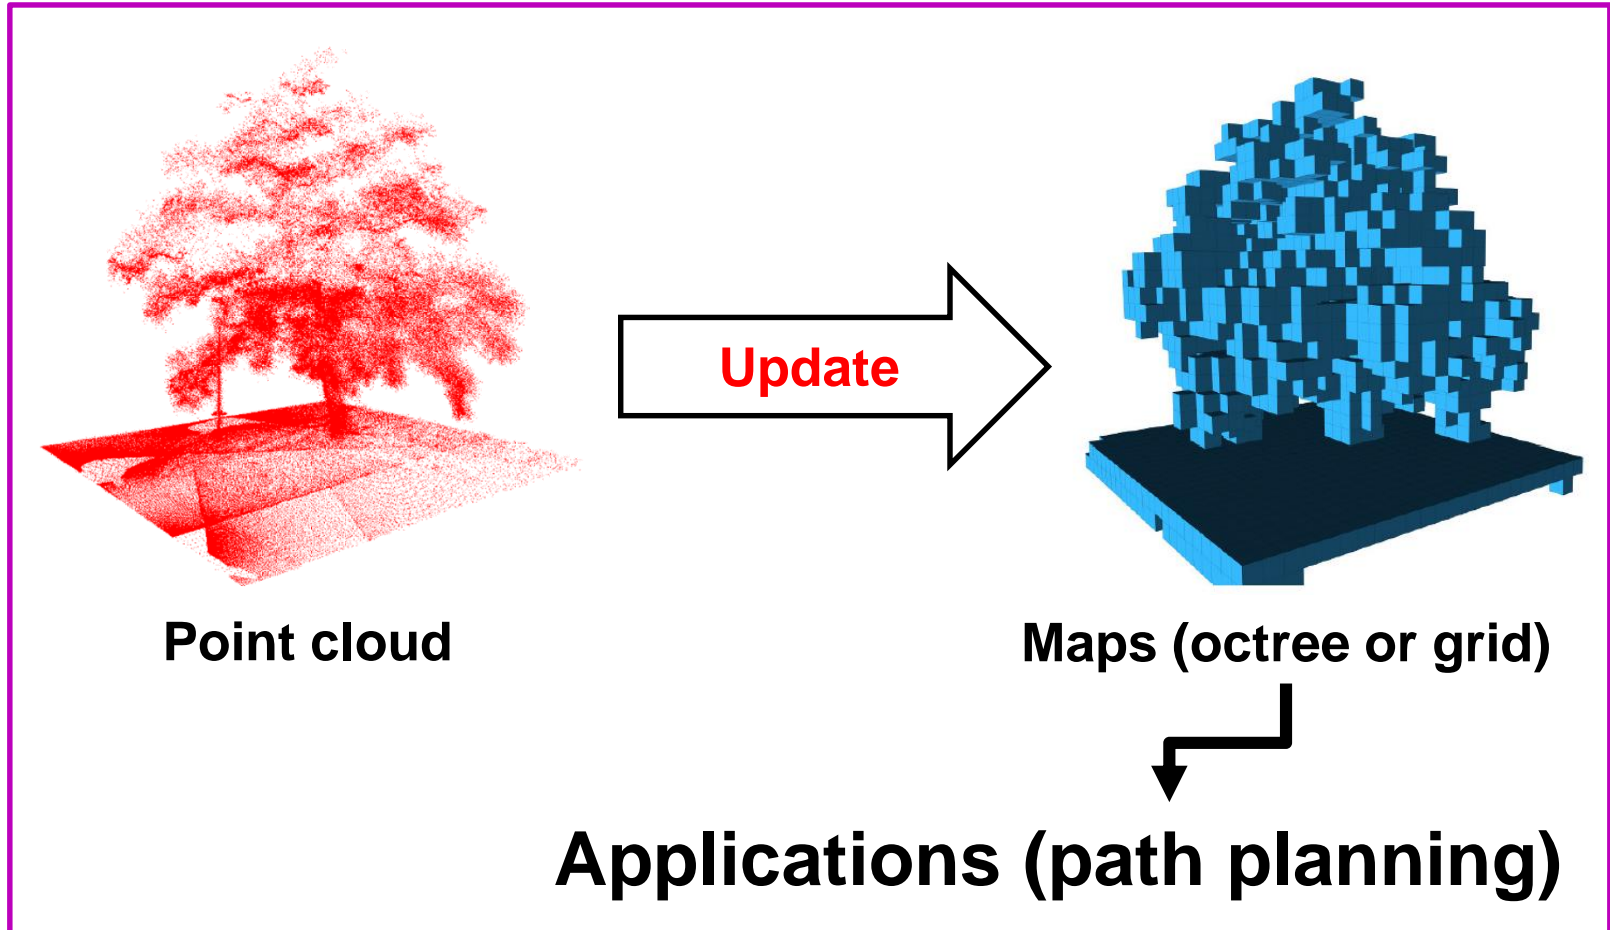 Update
Point cloud
Maps (octree or grid)
Applications (path planning)